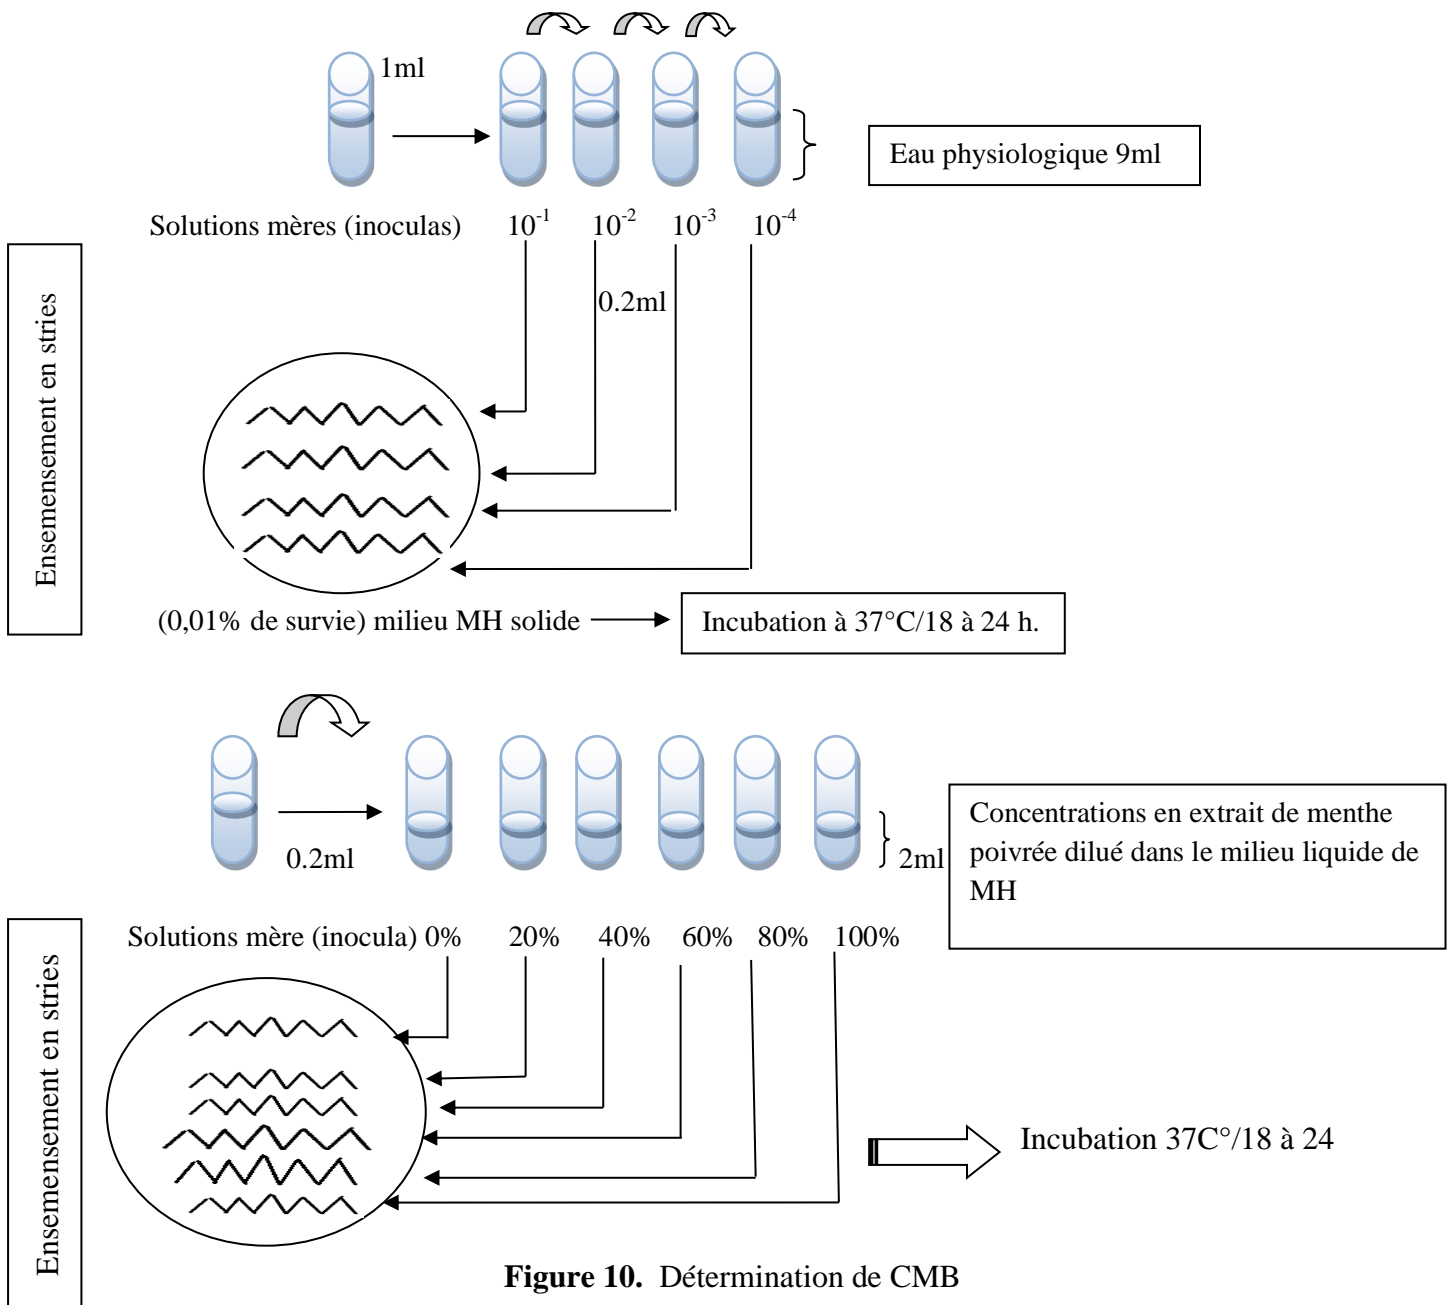 1ml
Eau physiologique 9ml
Solutions mères (inoculas) 10-1 10-2 10-3 10-4
Ensemensement en stries
0.2ml
(0,01% de survie) milieu MH solide
Incubation à 37°C/18 à 24 h.
0.2ml
2ml
Concentrations en extrait de menthe
poivrée dilué dans le milieu liquide de
MH
Solutions mère (inocula) 0% 20% 40% 60% 80% 100%
Ensemensement en stries
Incubation 37C°/18 à 24
Figure 10. Détermination de CMB